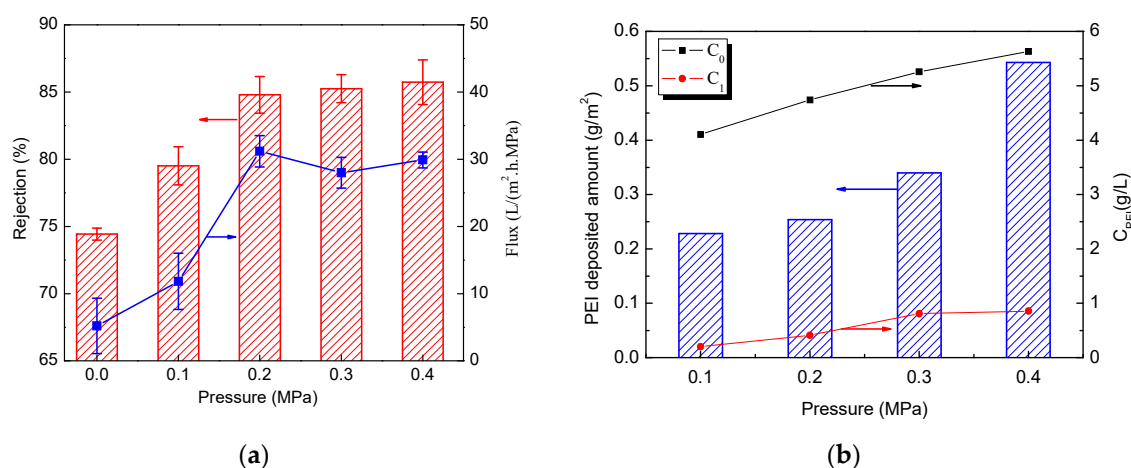 90
85
80
75
70
65
Rejection (%)
50
40
30
20
10
0
Flux (L/(m².h.MPa)
0.0 0.1 0.2 0.3 0.4
Pressure (MPa)
(a)
0.6
0.5
0.4
0.3
0.2
0.1
0.0
PEI deposited amount (g/m²)
C₀
C₁
6
5
4
3
2
1
0
C_PEI(g/L)
0.1 0.2 0.3 0.4
Pressure (MPa)
(b)